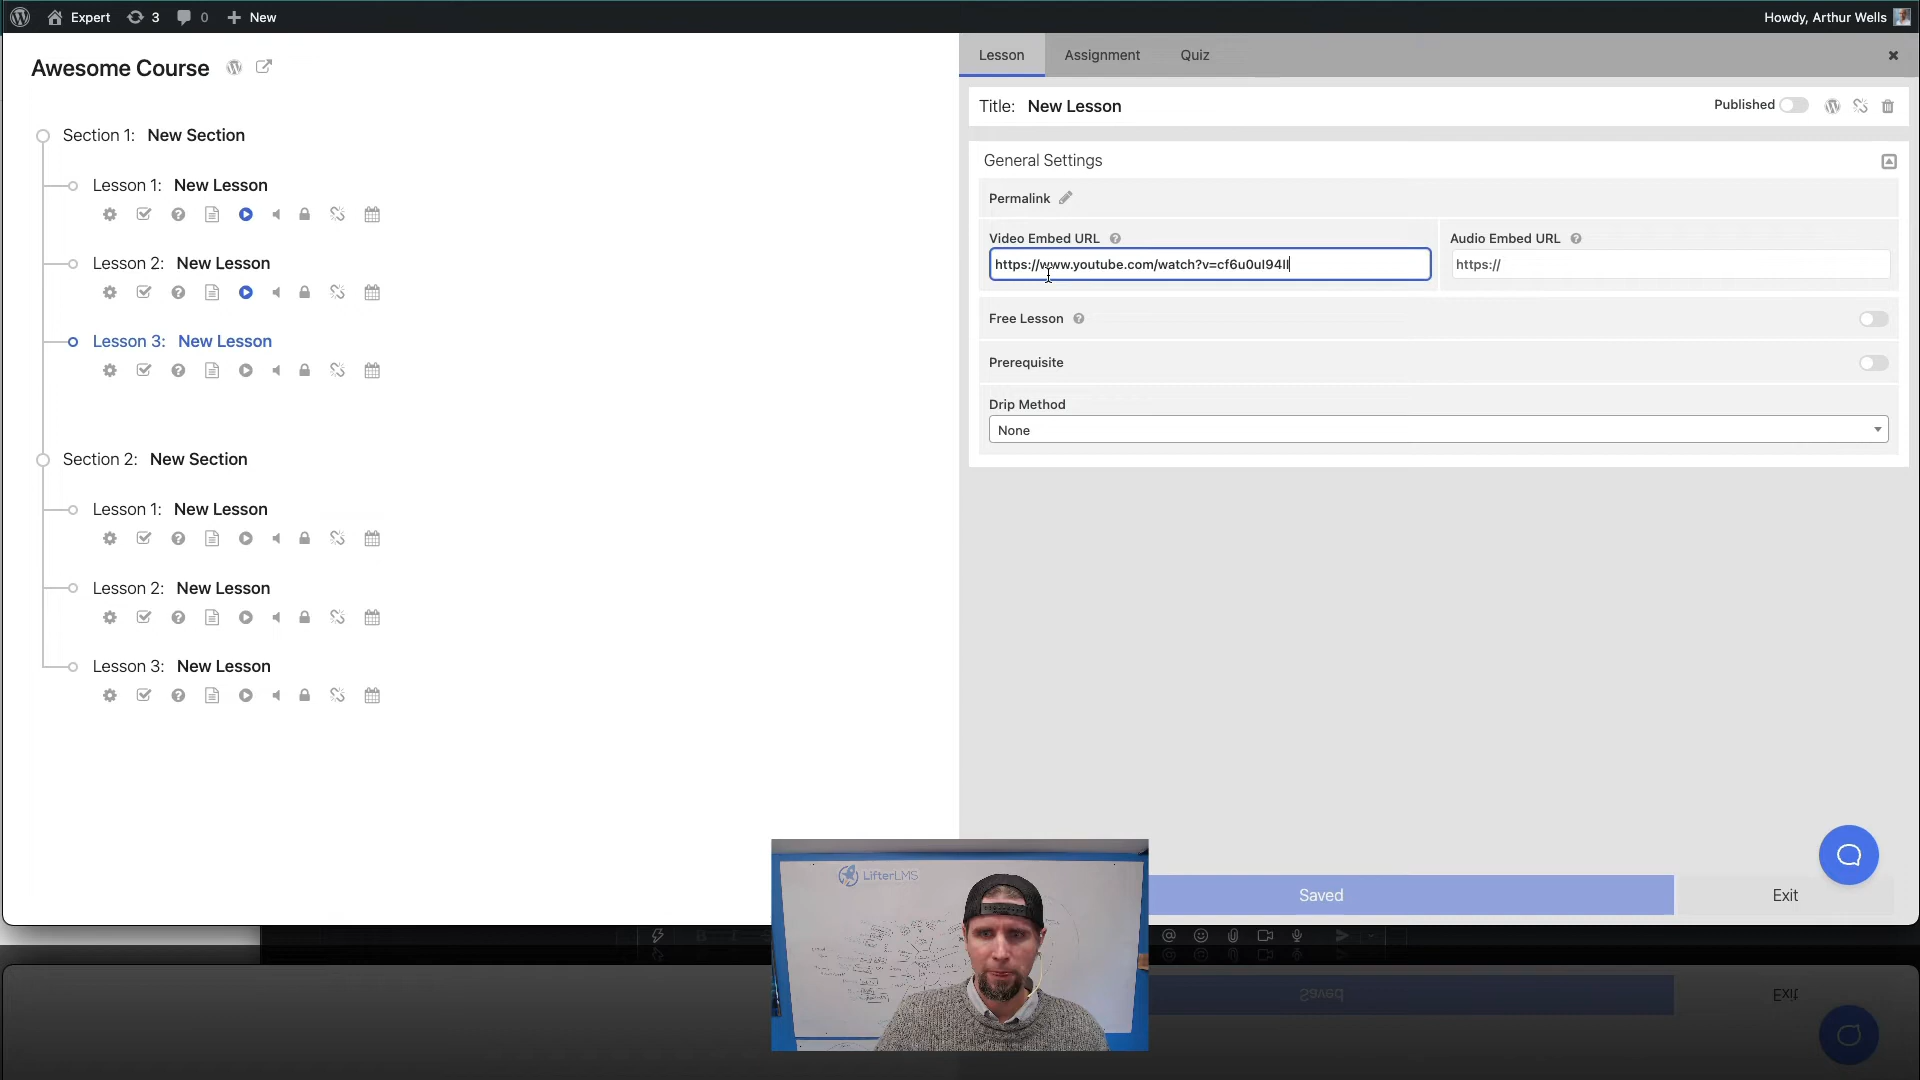 Expert 3 0 New Howdy, Arthur Wells
Awesome Course
Section 1: New Section
Lesson 1: New Lesson
Lesson 2: New Lesson
Lesson 3: New Lesson
Section 2: New Section
Lesson 1: New Lesson
Lesson 2: New Lesson
Lesson 3: New Lesson
Lesson Assignment Quiz
Title: New Lesson Published
General Settings
Permalink
Video Embed URL Audio Embed URL
https://www.youtube.com/watch?v=cf6u0uI94lI https://
Free Lesson
Prerequisite
Drip Method
None
Saved Exit
LifterLMS
Saved Exit